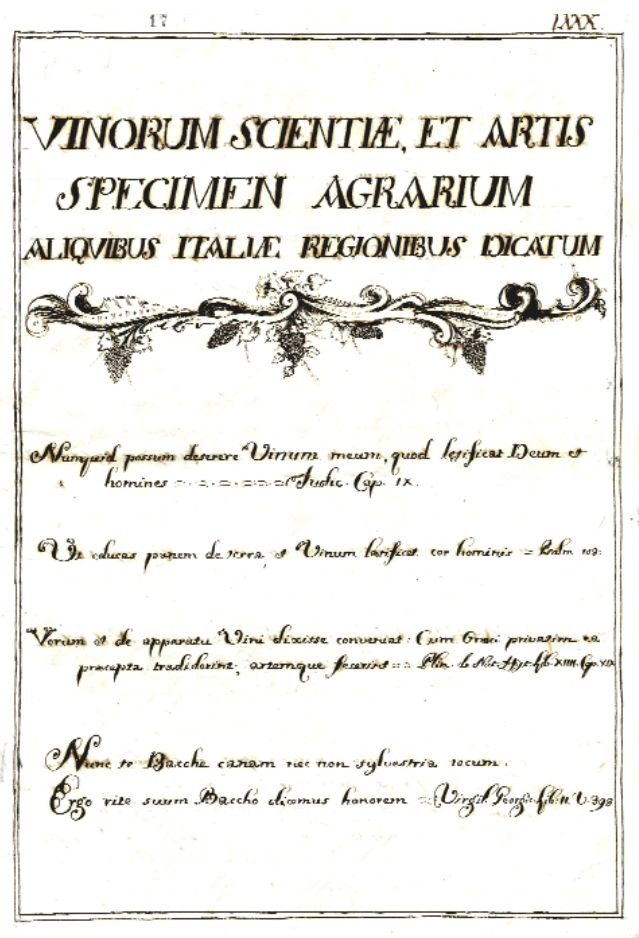 17
LXXX.
VINORUM SCIENTIÆ, ET ARTIS
SPECIMEN AGRARIUM
ALIQVIBUS ITALIÆ REGIONIBUS DICATUM
Numquid possum deserere Vinum meum, quod lętificat Deum et
homines Judic. Cap. IX.
Ut educas panem de terra, et Vinum lætificat cor hominis = Psalm 103:
Verum et de apparatu Vini dixisse conveniat: Cum Græci privatim ea
præcepta tradiderint, artemque fecerint == Plin. de Nat. Hyst. Lib. XIIII. Cap. XIX
Nunc te Bacche canam nec non sylvestria tecum.
Ergo rite suum Baccho dicemus honorem = Virgil. Georgic. Lib. II. V. 393